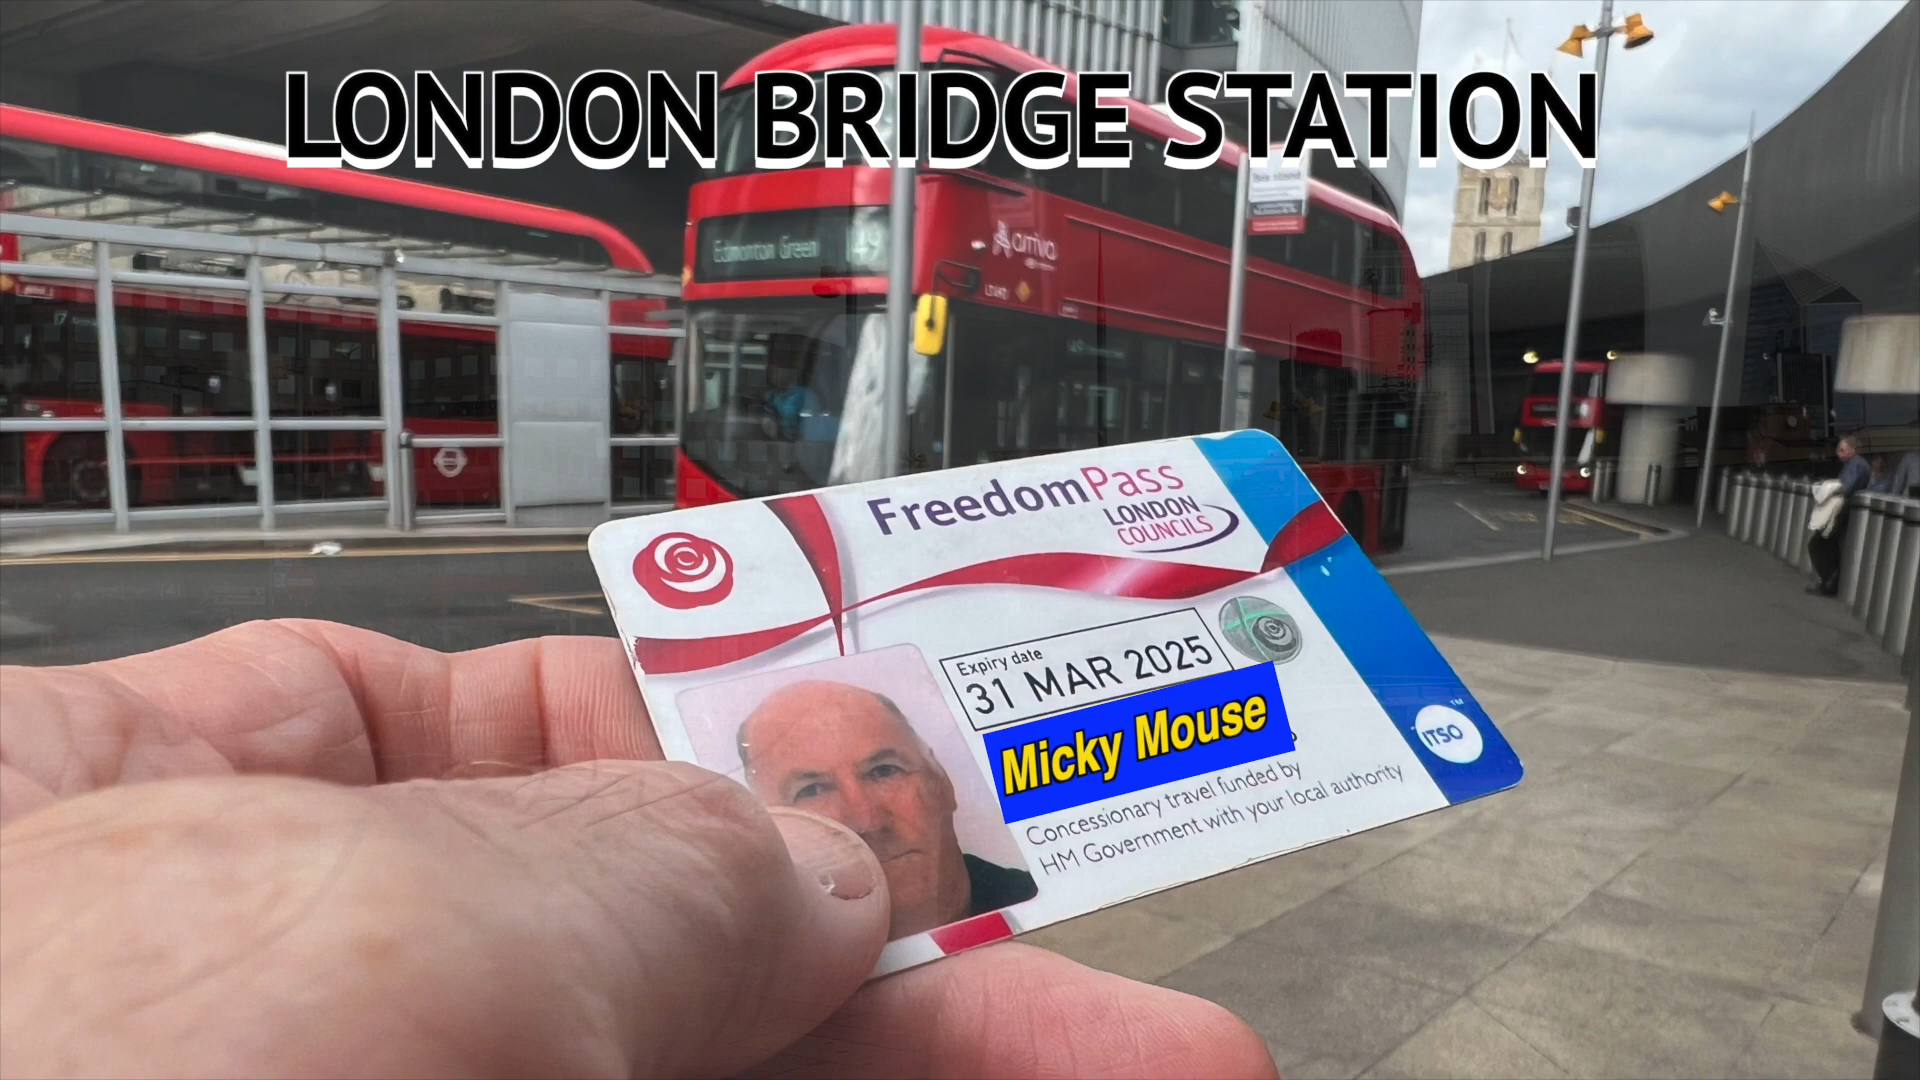 LONDON BRIDGE STATION
Edmonton Green 149
arriva
FreedomPass
LONDON
COUNCILS
Expiry date
31 MAR 2025
Micky Mouse
Concessionary travel funded by
HM Government with your local authority
ITSO
TM